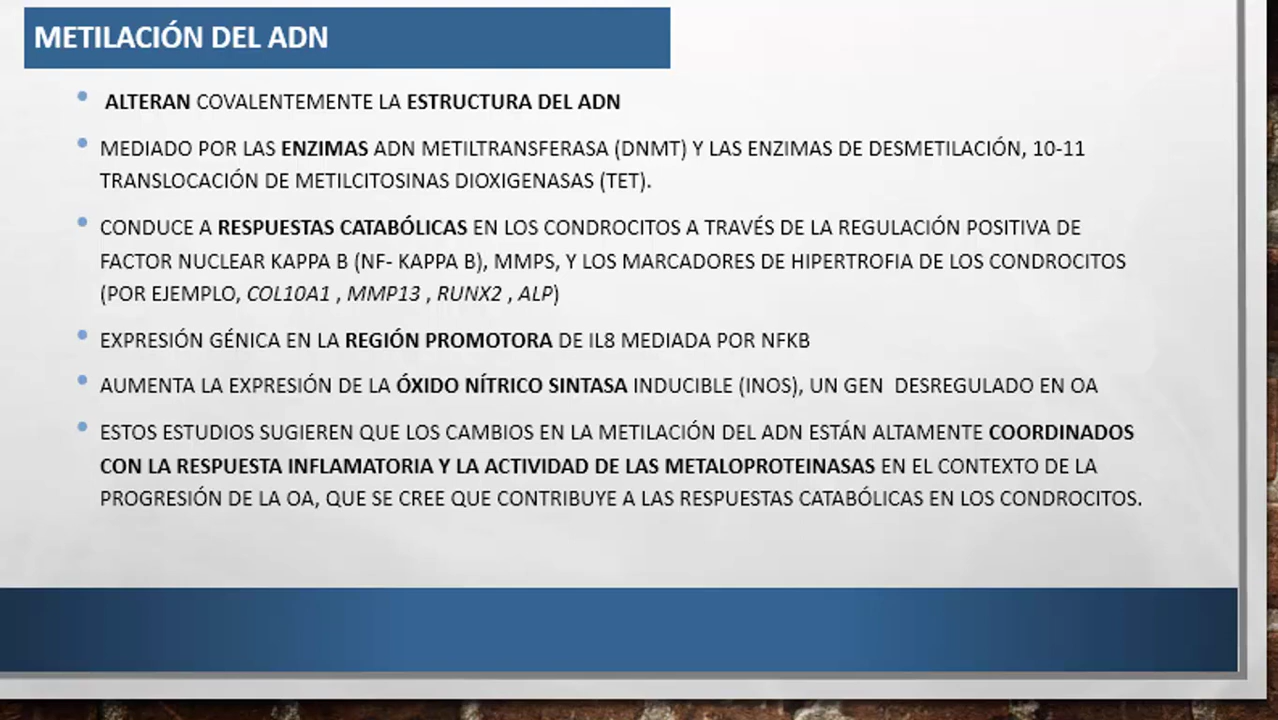 METILACIÓN DEL ADN
• ALTERAN COVALENTEMENTE LA ESTRUCTURA DEL ADN
• MEDIADO POR LAS ENZIMAS ADN METILTRANSFERASA (DNMT) Y LAS ENZIMAS DE DESMETILACIÓN, 10-11
TRANSLOCACIÓN DE METILCITOSINAS DIOXIGENASAS (TET).
• CONDUCE A RESPUESTAS CATABÓLICAS EN LOS CONDROCITOS A TRAVÉS DE LA REGULACIÓN POSITIVA DE
FACTOR NUCLEAR KAPPA B (NF- KAPPA B), MMPS, Y LOS MARCADORES DE HIPERTROFIA DE LOS CONDROCITOS
(POR EJEMPLO, COL10A1 , MMP13 , RUNX2 , ALP)
• EXPRESIÓN GÉNICA EN LA REGIÓN PROMOTORA DE IL8 MEDIADA POR NFKB
• AUMENTA LA EXPRESIÓN DE LA ÓXIDO NÍTRICO SINTASA INDUCIBLE (INOS), UN GEN DESREGULADO EN OA
• ESTOS ESTUDIOS SUGIEREN QUE LOS CAMBIOS EN LA METILACIÓN DEL ADN ESTÁN ALTAMENTE COORDINADOS
CON LA RESPUESTA INFLAMATORIA Y LA ACTIVIDAD DE LAS METALOPROTEINASAS EN EL CONTEXTO DE LA
PROGRESIÓN DE LA OA, QUE SE CREE QUE CONTRIBUYE A LAS RESPUESTAS CATABÓLICAS EN LOS CONDROCITOS.